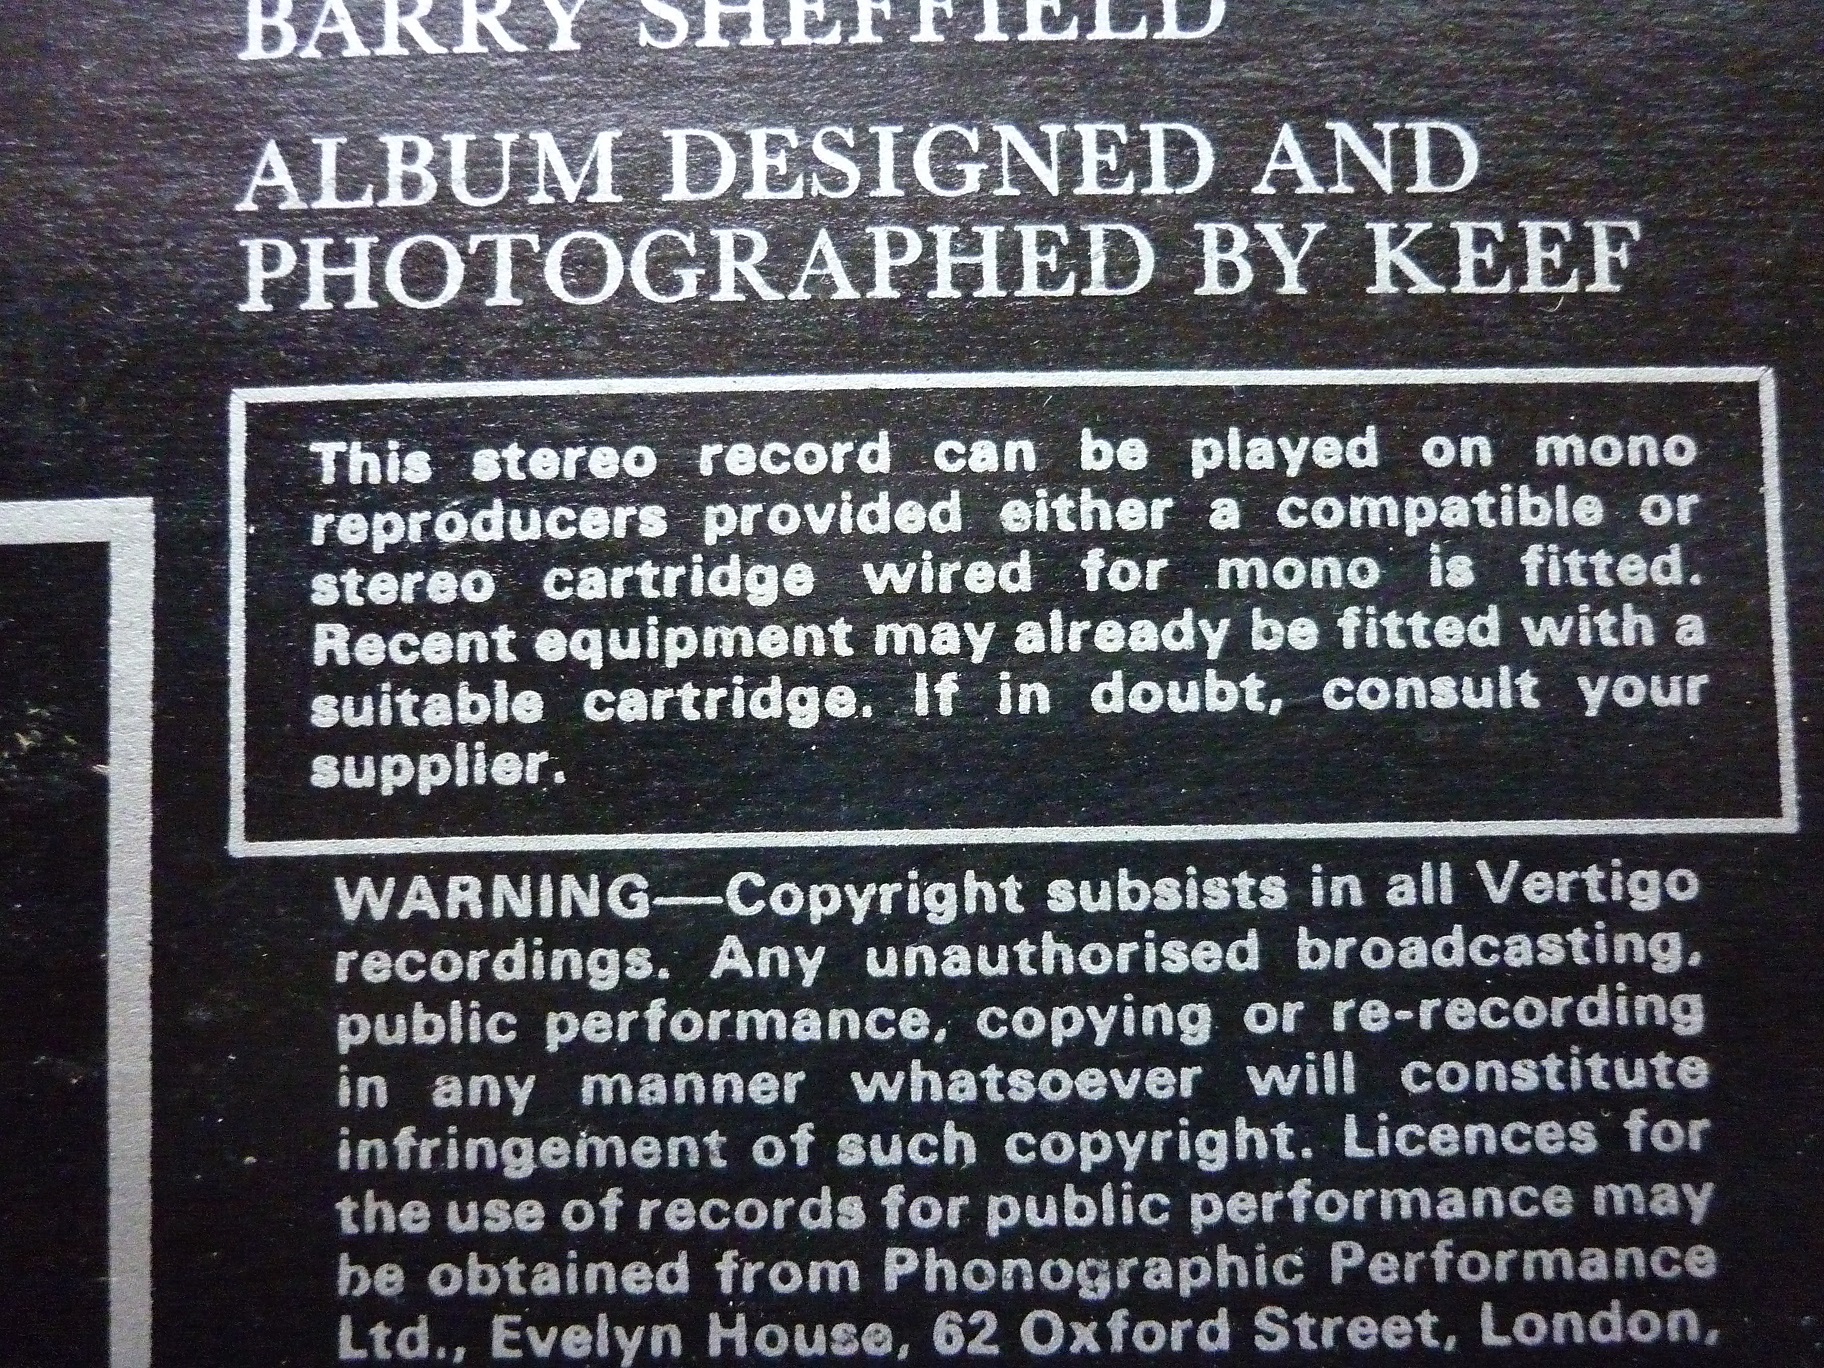 BARRY SHEFFIELD
ALBUM DESIGNED AND
PHOTOGRAPHED BY KEEF
This stereo record can be played on mono
reproducers provided either a compatible or
stereo cartridge wired for mono is fitted.
Recent equipment may already be fitted with a
suitable cartridge. If in doubt, consult your
supplier.
WARNING—Copyright subsists in all Vertigo
recordings. Any unauthorised broadcasting,
public performance, copying or re-recording
in any manner whatsoever will constitute
infringement of such copyright. Licences for
the use of records for public performance may
be obtained from Phonographic Performance
Ltd., Evelyn House, 62 Oxford Street, London,